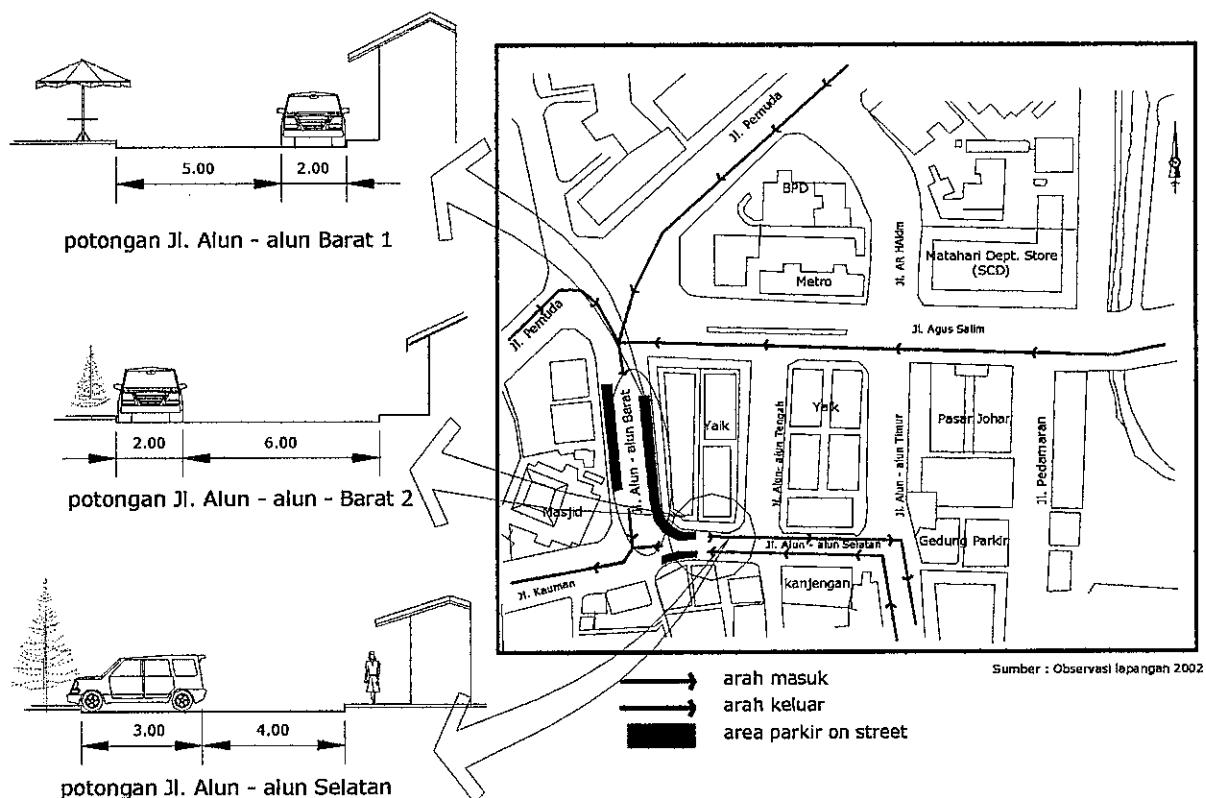 5.00
2.00
potongan Jl. Alun - alun Barat 1
2.00
6.00
potongan Jl. Alun - alun - Barat 2
3.00
4.00
potongan Jl. Alun - alun Selatan
Jl. Pemuda
BPD
Metro
Jl. AR HAkim
Matahari Dept. Store
(SCD)
Jl. Pemuda
Jl. Agus Salim
Jl. Alun - alun Barat
Yaik
Jl. Alun- alun Tengah
Yaik
Jl. Alun - alun Timur
Pasar Johar
Jl. Pedamaran
Masjid
Jl. Alun - alun Selatan
Gedung Parkir
Jl. Kauman
kanjengan
Sumber : Observasi lapangan 2002
arah masuk
arah keluar
area parkir on street